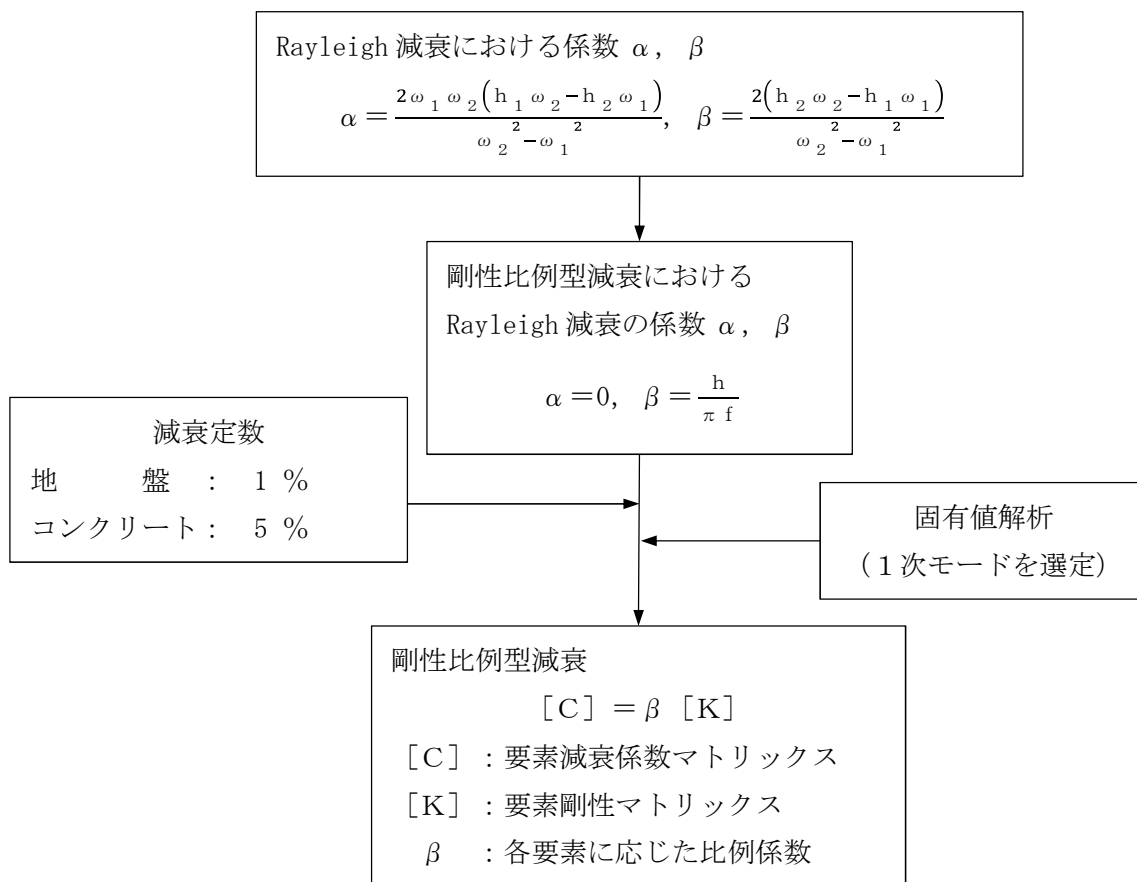 Rayleigh 減衰における係数 α, β
α＝2ω₁ω₂(h₁ω₂−h₂ω₁)/(ω₂²−ω₁²), β＝2(h₂ω₂−h₁ω₁)/(ω₂²−ω₁²)
剛性比例型減衰における
Rayleigh 減衰の係数 α, β
α＝0, β＝h/(π f)
減衰定数
地　　盤 : 1 %
コンクリート: 5 %
固有値解析
（１次モードを選定）
剛性比例型減衰
［C］＝β［K］
［C］：要素減衰係数マトリックス
［K］：要素剛性マトリックス
β ：各要素に応じた比例係数